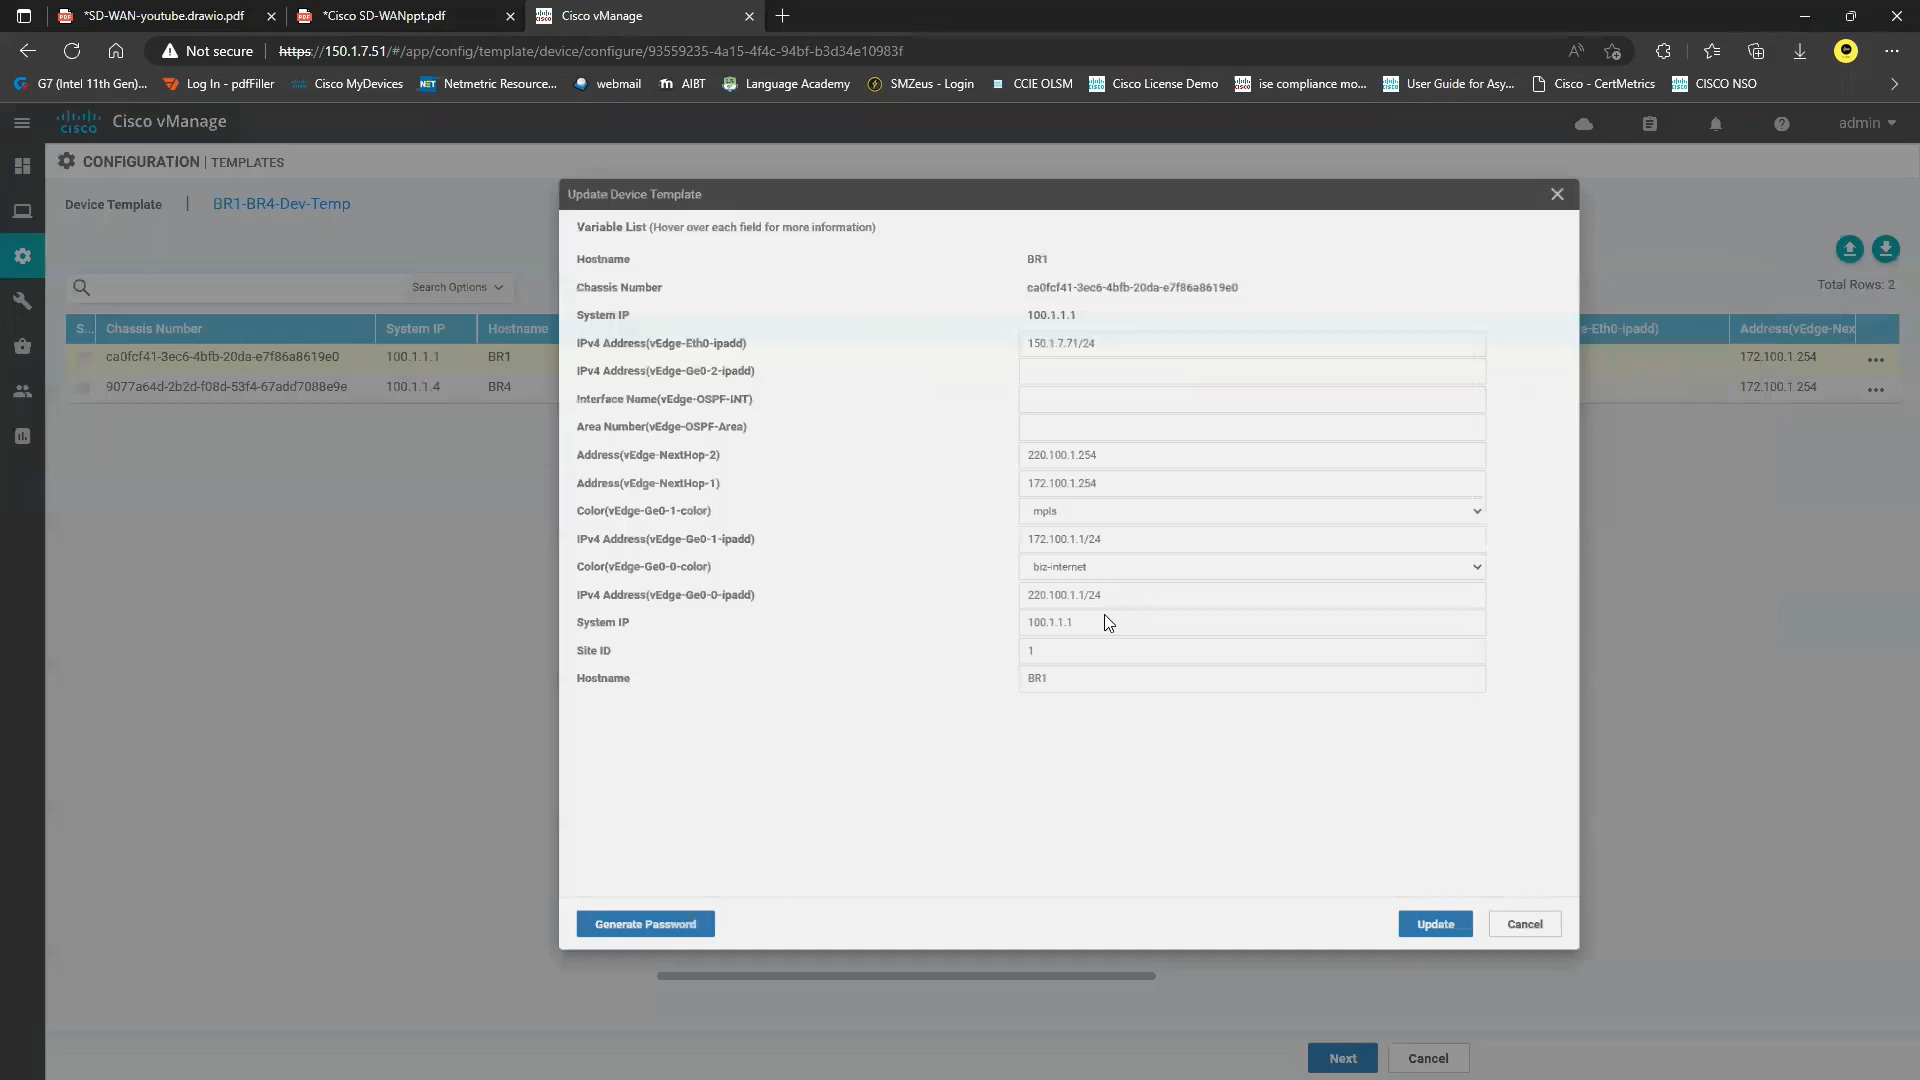 *SD-WAN-youtube.drawio.pdf
*Cisco SD-WANppt.pdf
Cisco vManage
Not secure
https://150.1.7.51/#/app/config/template/device/configure/93559235-4a15-4f4c-94bf-b3d34e10983f
G7 (Intel 11th Gen)...
Log In - pdfFiller
Cisco MyDevices
Netmetric Resource...
webmail
AIBT
Language Academy
SMZeus - Login
CCIE OLSM
Cisco License Demo
ise compliance mo...
User Guide for Asy...
Cisco - CertMetrics
CISCO NSO
CISCO
Cisco vManage
admin
CONFIGURATION | TEMPLATES
Device Template | BR1-BR4-Dev-Temp
Search Options
Total Rows: 2
S... Chassis Number System IP Hostname e-Eth0-ipadd) Address(vEdge-Nex
ca0fcf41-3ec6-4bfb-20da-e7f86a8619e0 100.1.1.1 BR1 172.100.1.254 ...
9077a64d-2b2d-f08d-53f4-67add7088e9e 100.1.1.4 BR4 172.100.1.254 ...
Update Device Template
Variable List (Hover over each field for more information)
Hostname BR1
Chassis Number ca0fcf41-3ec6-4bfb-20da-e7f86a8619e0
System IP 100.1.1.1
IPv4 Address(vEdge-Eth0-ipadd) 150.1.7.71/24
IPv4 Address(vEdge-Ge0-2-ipadd)
Interface Name(vEdge-OSPF-INT)
Area Number(vEdge-OSPF-Area)
Address(vEdge-NextHop-2) 220.100.1.254
Address(vEdge-NextHop-1) 172.100.1.254
Color(vEdge-Ge0-1-color) mpls
IPv4 Address(vEdge-Ge0-1-ipadd) 172.100.1.1/24
Color(vEdge-Ge0-0-color) biz-internet
IPv4 Address(vEdge-Ge0-0-ipadd) 220.100.1.1/24
System IP 100.1.1.1
Site ID 1
Hostname BR1
Generate Password
Update
Cancel
Next
Cancel